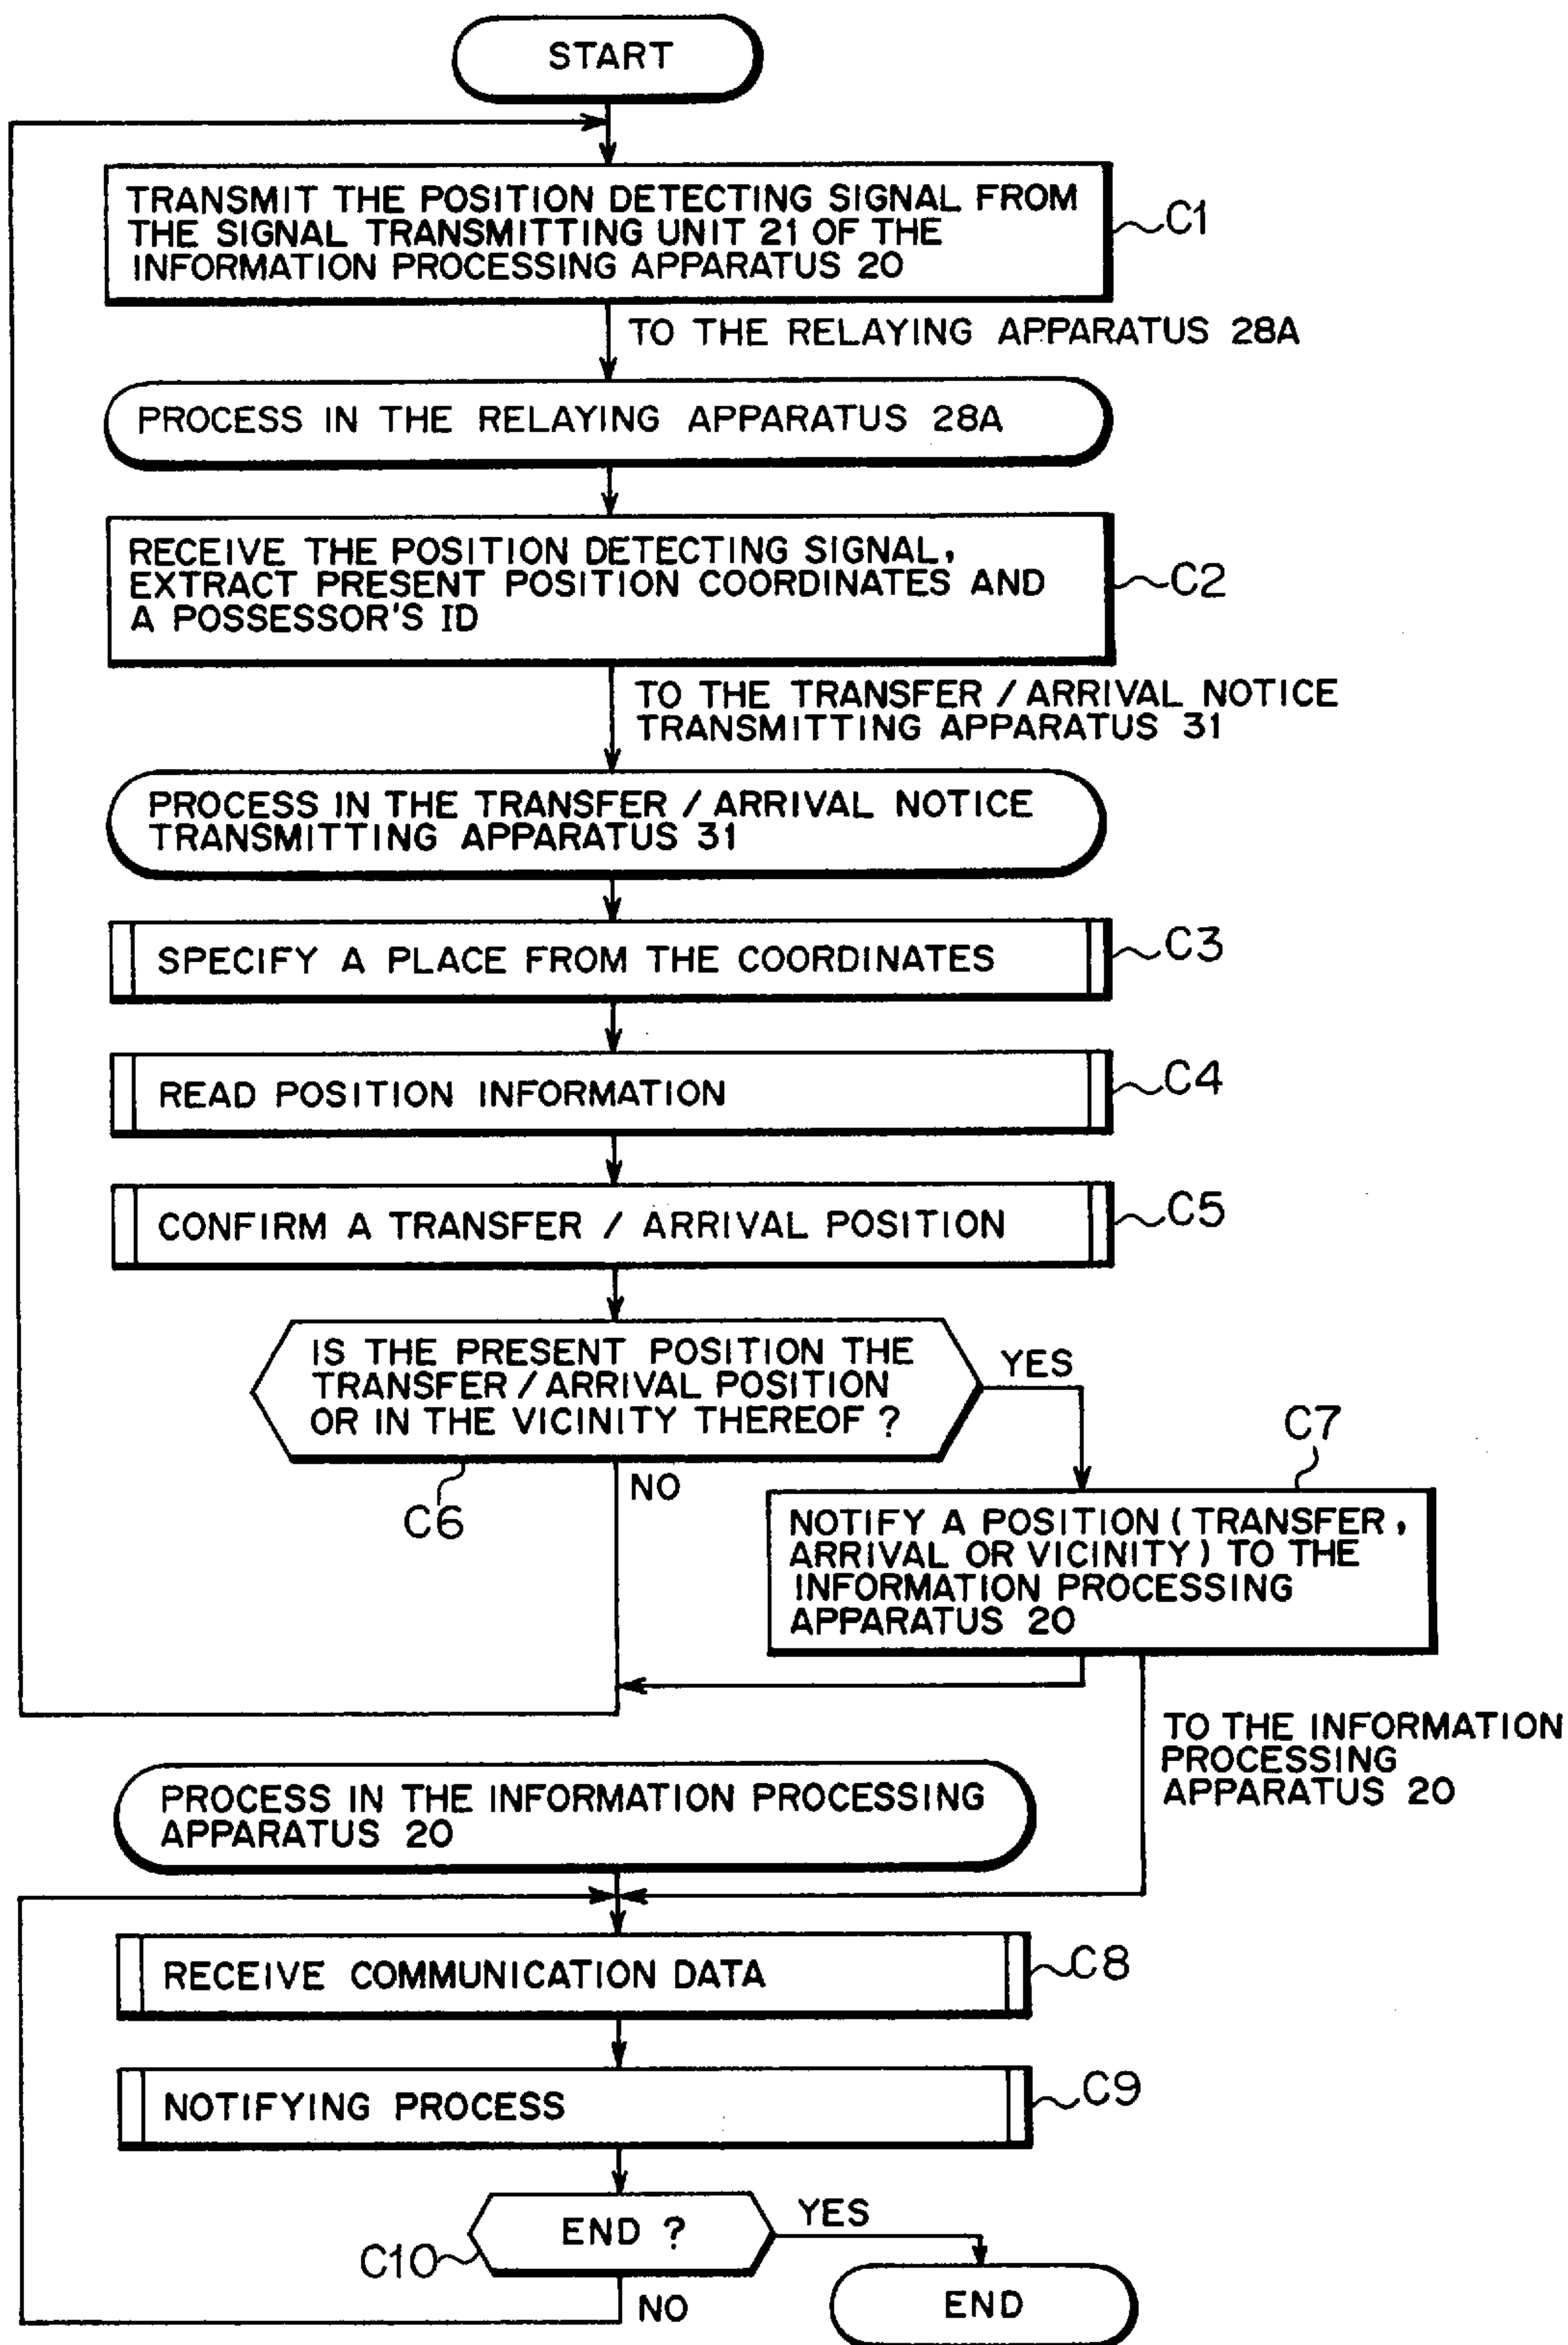 START
TRANSMIT THE POSITION DETECTING SIGNAL FROM
THE SIGNAL TRANSMITTING UNIT 21 OF THE
INFORMATION PROCESSING APPARATUS 20
C1
TO THE RELAYING APPARATUS 28A
PROCESS IN THE RELAYING APPARATUS 28A
RECEIVE THE POSITION DETECTING SIGNAL,
EXTRACT PRESENT POSITION COORDINATES AND
A POSSESSOR'S ID
C2
TO THE TRANSFER / ARRIVAL NOTICE
TRANSMITTING APPARATUS 31
PROCESS IN THE TRANSFER / ARRIVAL NOTICE
TRANSMITTING APPARATUS 31
SPECIFY A PLACE FROM THE COORDINATES
C3
READ POSITION INFORMATION
C4
CONFIRM A TRANSFER / ARRIVAL POSITION
C5
IS THE PRESENT POSITION THE
TRANSFER / ARRIVAL POSITION
OR IN THE VICINITY THEREOF ?
YES
C6
NO
C7
NOTIFY A POSITION ( TRANSFER,
ARRIVAL OR VICINITY ) TO THE
INFORMATION PROCESSING
APPARATUS 20
TO THE INFORMATION
PROCESSING
APPARATUS 20
PROCESS IN THE INFORMATION PROCESSING
APPARATUS 20
RECEIVE COMMUNICATION DATA
C8
NOTIFYING PROCESS
C9
END ?
YES
C10
NO
END